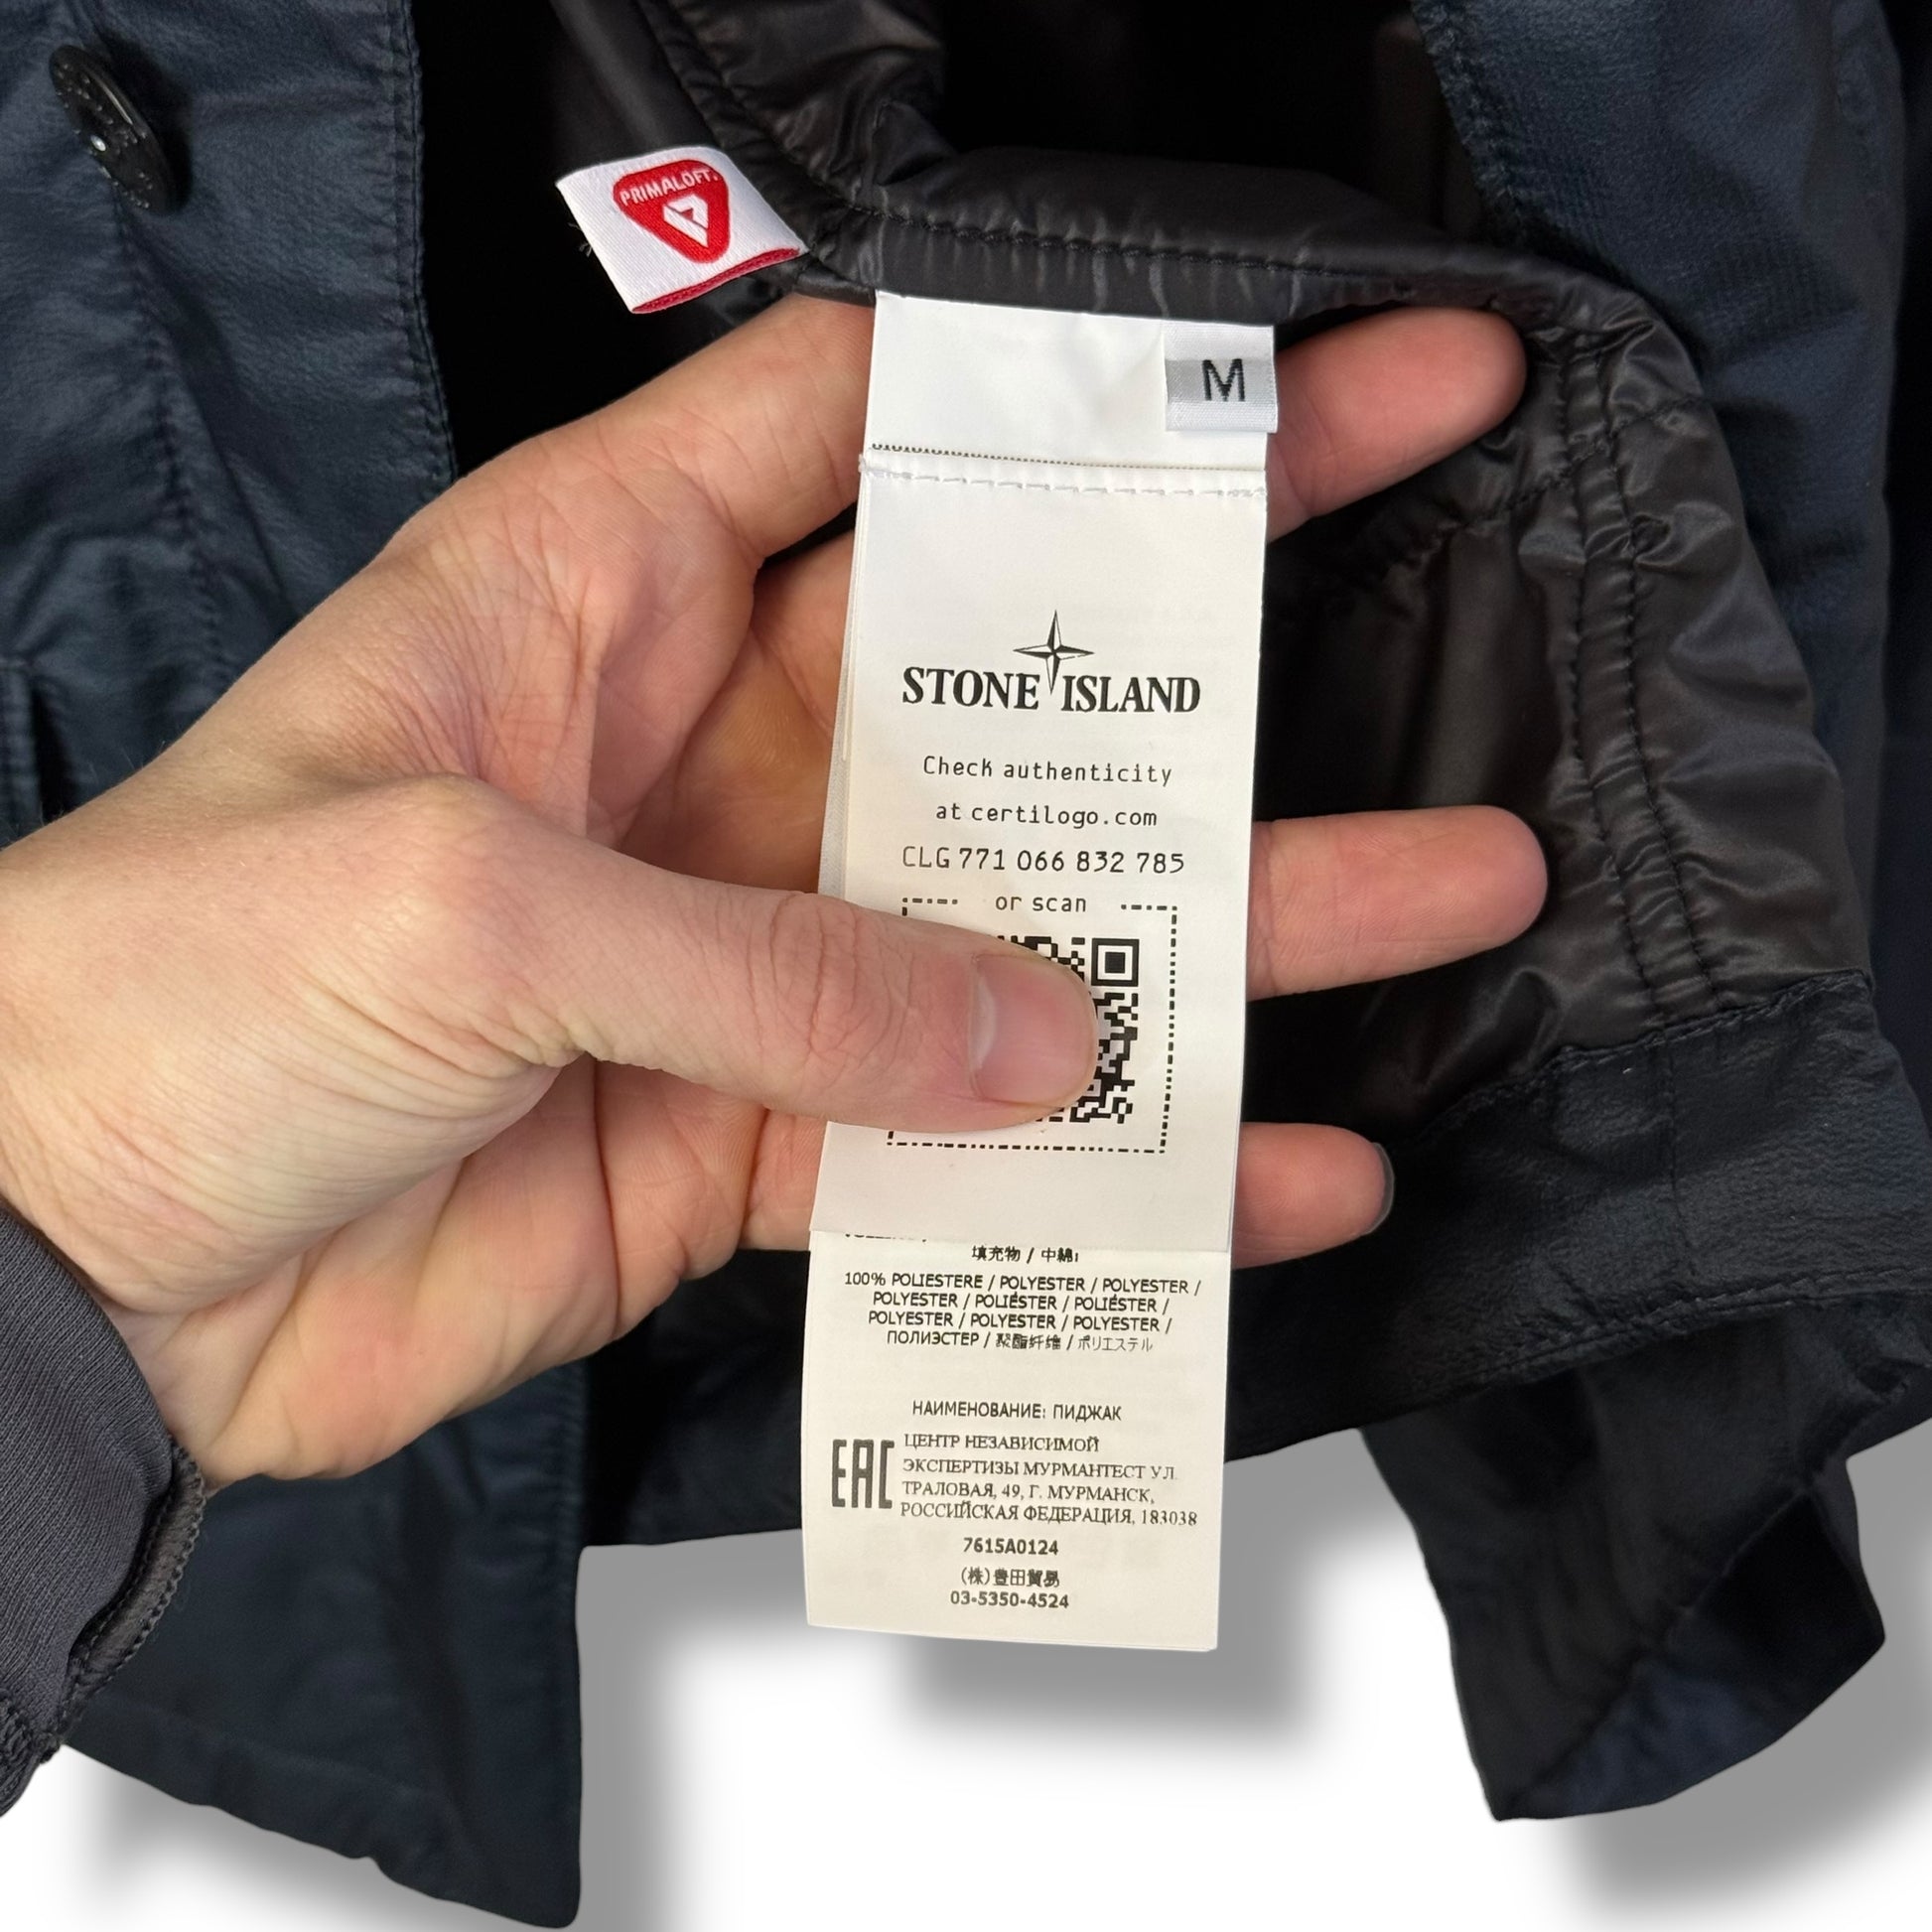 PRIMALOFT
M
STONE ISLAND
Check authenticity
at certilogo.com
CLG 771 066 832 785
or scan
填充物 / 中綿:
100% POLIESTERE / POLYESTER / POLYESTER /
POLYESTER / POLIÉSTER / POLIÉSTER /
POLYESTER / POLYESTER / POLYESTER /
ПОЛИЭСТЕР / 聚酯纤维 / ポリエステル
НАИМЕНОВАНИЕ: ПИДЖАК
EAC
ЦЕНТР НЕЗАВИСИМОЙ
ЭКСПЕРТИЗЫ МУРМАНТЕСТ УЛ
ТРАЛОВАЯ, 49, Г. МУРМАНСК,
РОССИЙСКАЯ ФЕДЕРАЦИЯ, 183038
7615A0124
(株)豊田貿易
03-5350-4524